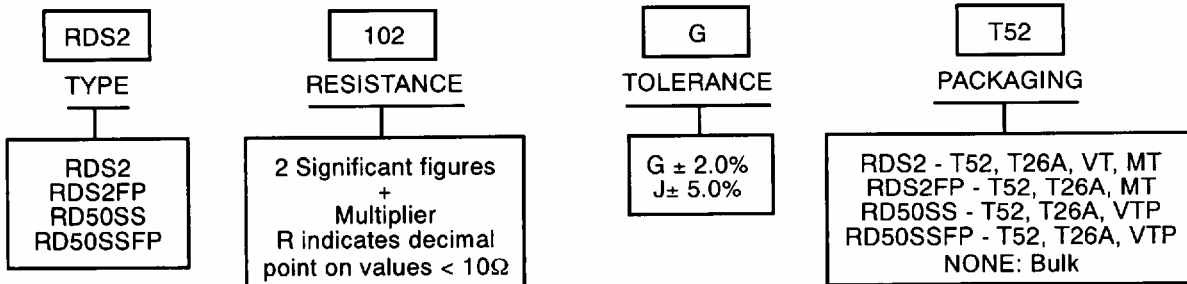 RDS2
102
G
T52
TYPE
RESISTANCE
TOLERANCE
PACKAGING
RDS2
RDS2FP
RD50SS
RD50SSFP
2 Significant figures
+
Multiplier
R indicates decimal
point on values < 10Ω
G ± 2.0%
J± 5.0%
RDS2 - T52, T26A, VT, MT
RDS2FP - T52, T26A, MT
RD50SS - T52, T26A, VTP
RD50SSFP - T52, T26A, VTP
NONE: Bulk